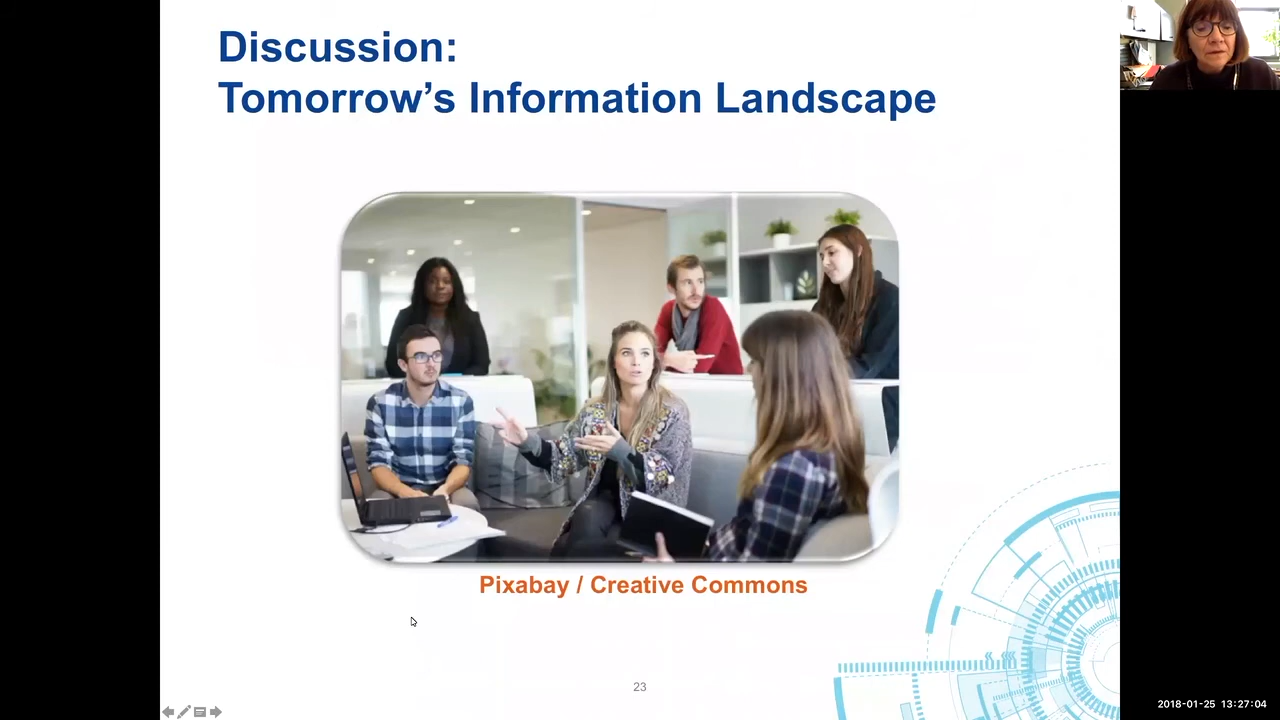 Discussion:
Tomorrow’s Information Landscape
Pixabay / Creative Commons
23
2018-01-25 13:27:04